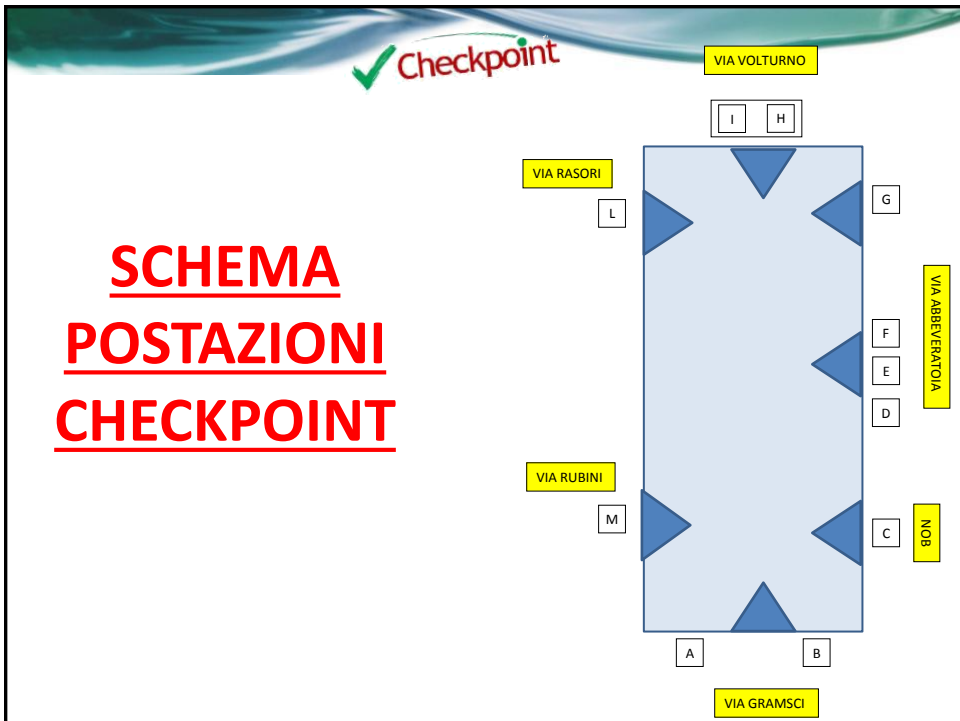 Checkpoint
VIA VOLTURNO
I H
VIA RASORI
L
G
SCHEMA
POSTAZIONI
CHECKPOINT
VIA ABBEVERATOIA
F
E
D
VIA RUBINI
M
C
NOB
A B
VIA GRAMSCI